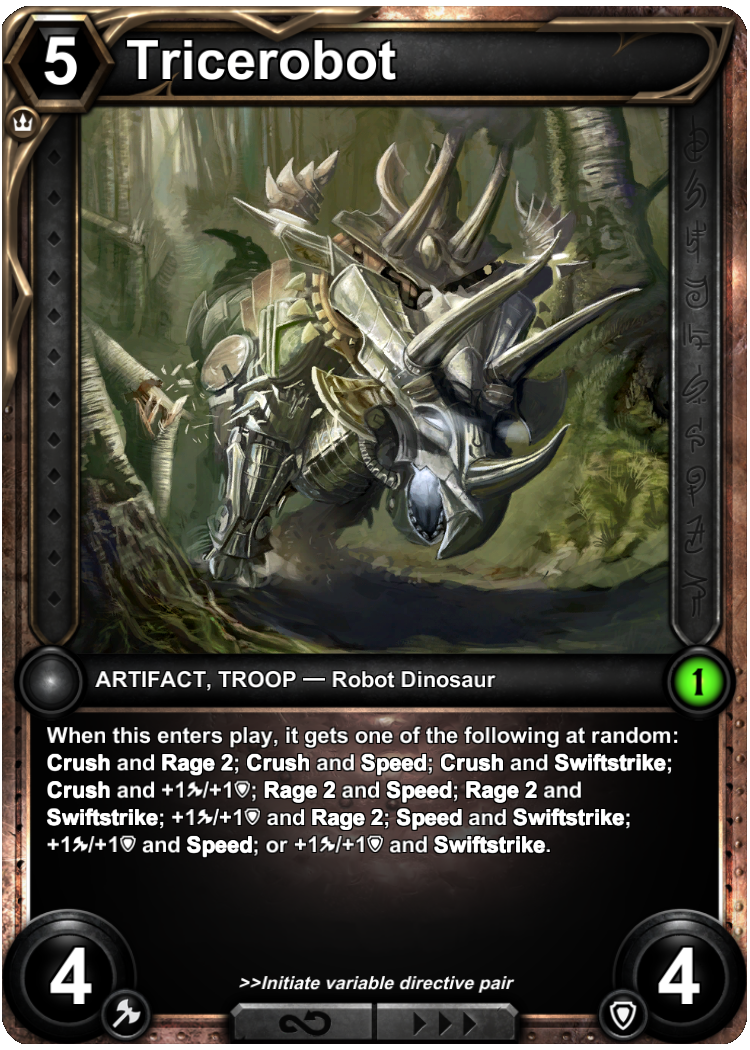 5 Tricerobot
ARTIFACT, TROOP — Robot Dinosaur 1
When this enters play, it gets one of the following at random:
Crush and Rage 2; Crush and Speed; Crush and Swiftstrike;
Crush and +1/+1; Rage 2 and Speed; Rage 2 and
Swiftstrike; +1/+1 and Rage 2; Speed and Swiftstrike;
+1/+1 and Speed; or +1/+1 and Swiftstrike.
>>Initiate variable directive pair
4 4